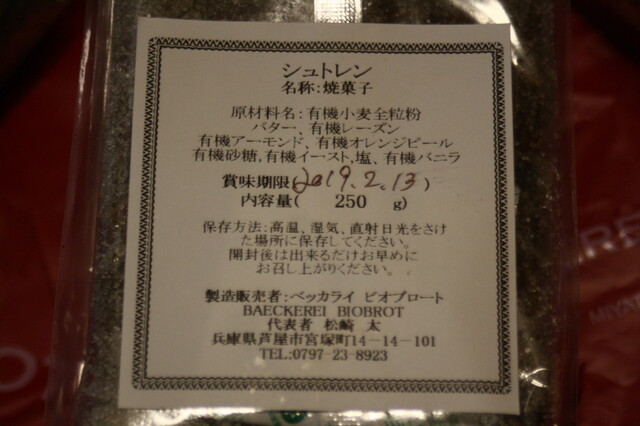 シュトレン
名称:焼菓子
原材料名:有機小麦全粒粉
バター、有機レーズン
有機アーモンド、有機オレンジピール
有機砂糖,有機イースト,塩、有機バニラ
賞味期限(2019.2.13)
内容量( 250 g)
保存方法:高温、湿気、直射日光をさけ
た場所に保存してください。
開封後は出来るだけお早めに
お召し上がりください。
製造販売者:ベッカライ ビオブロート
BAECKEREI BIOBROT
代表者 松崎 太
兵庫県芦屋市宮塚町14-14-101
TEL:0797-23-8923